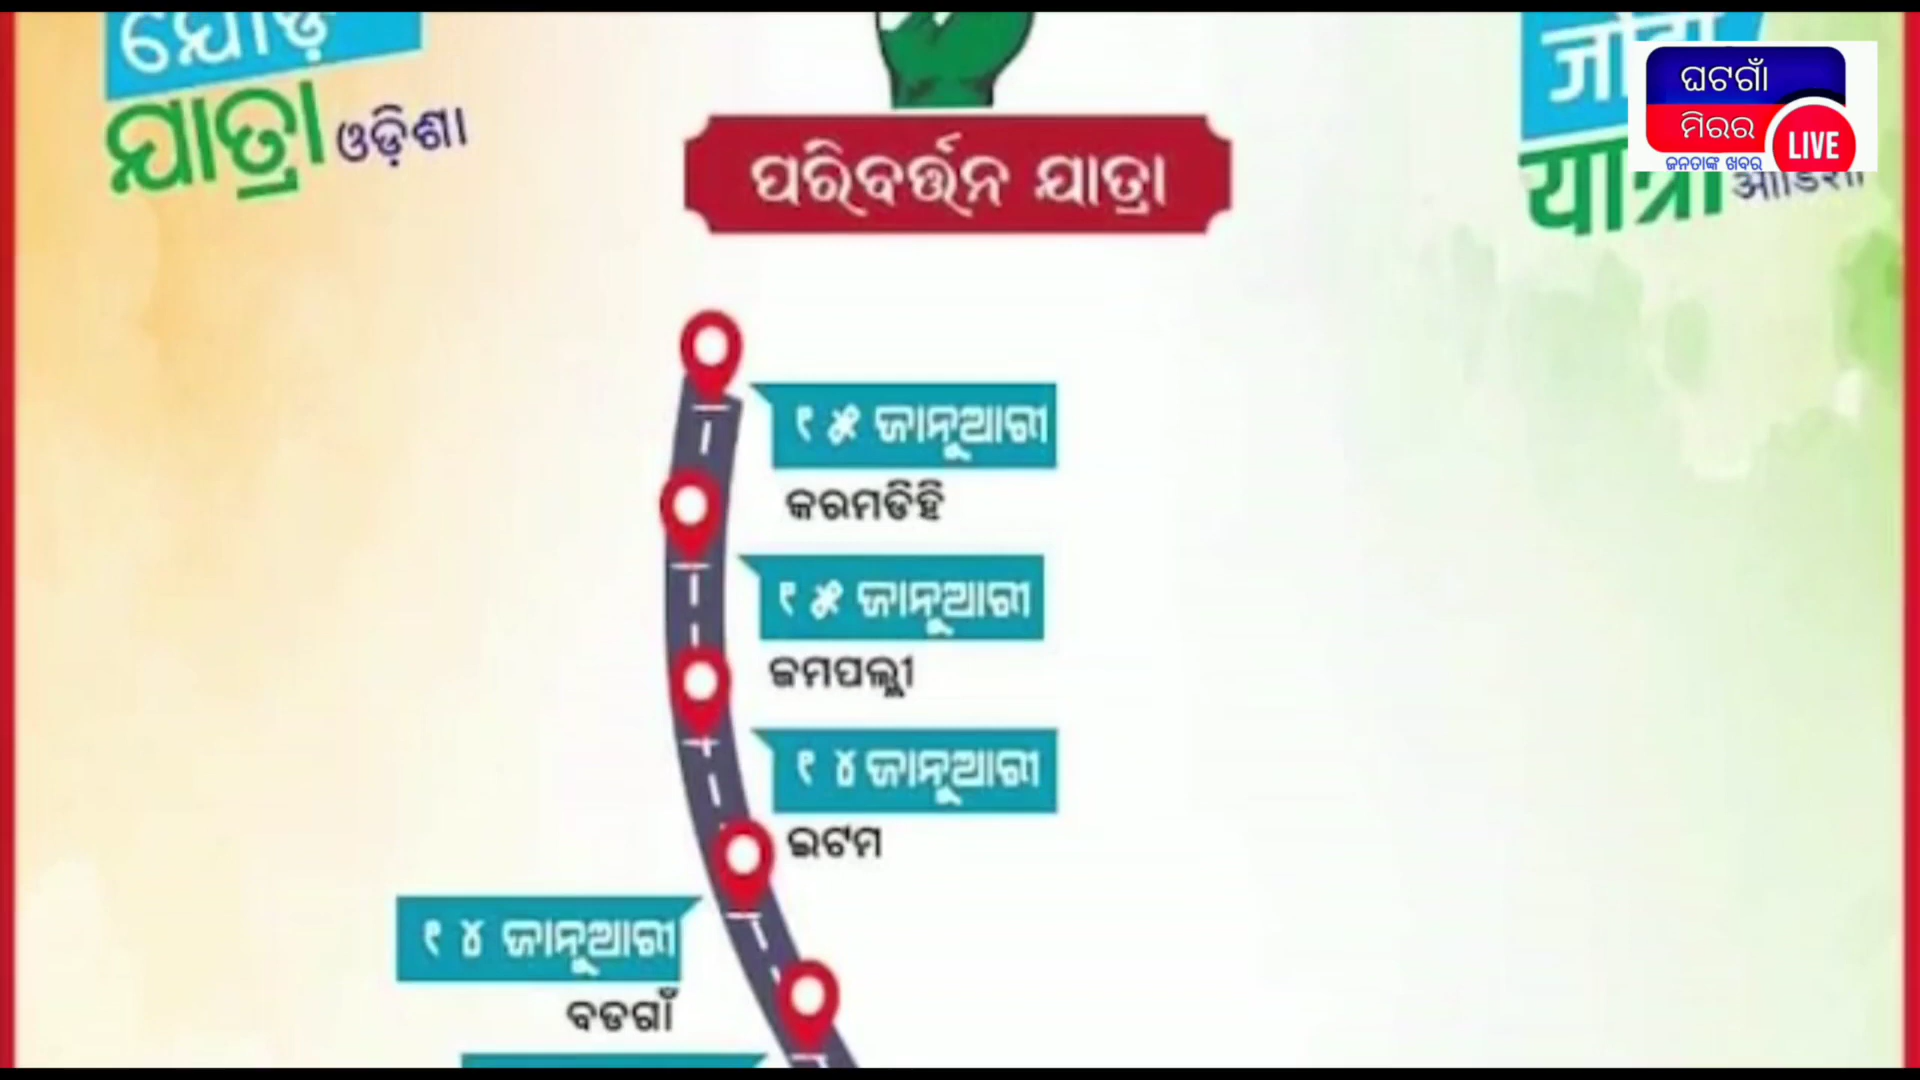 ଯୋଡ଼
ଯାତ୍ରା ଓଡ଼ିଶା
ଘଟଗାଁ
ମିରର
LIVE
ଜନତାଙ୍କ ଖବର
ପରିବର୍ତ୍ତନ ଯାତ୍ରା
୧୫ ଜାନୁଆରୀ
କରମଡିହି
୧୫ ଜାନୁଆରୀ
ଜମପଲ୍ଲୀ
୧୪ ଜାନୁଆରୀ
ଇଟମ
୧୪ ଜାନୁଆରୀ
ବଡଗାଁ